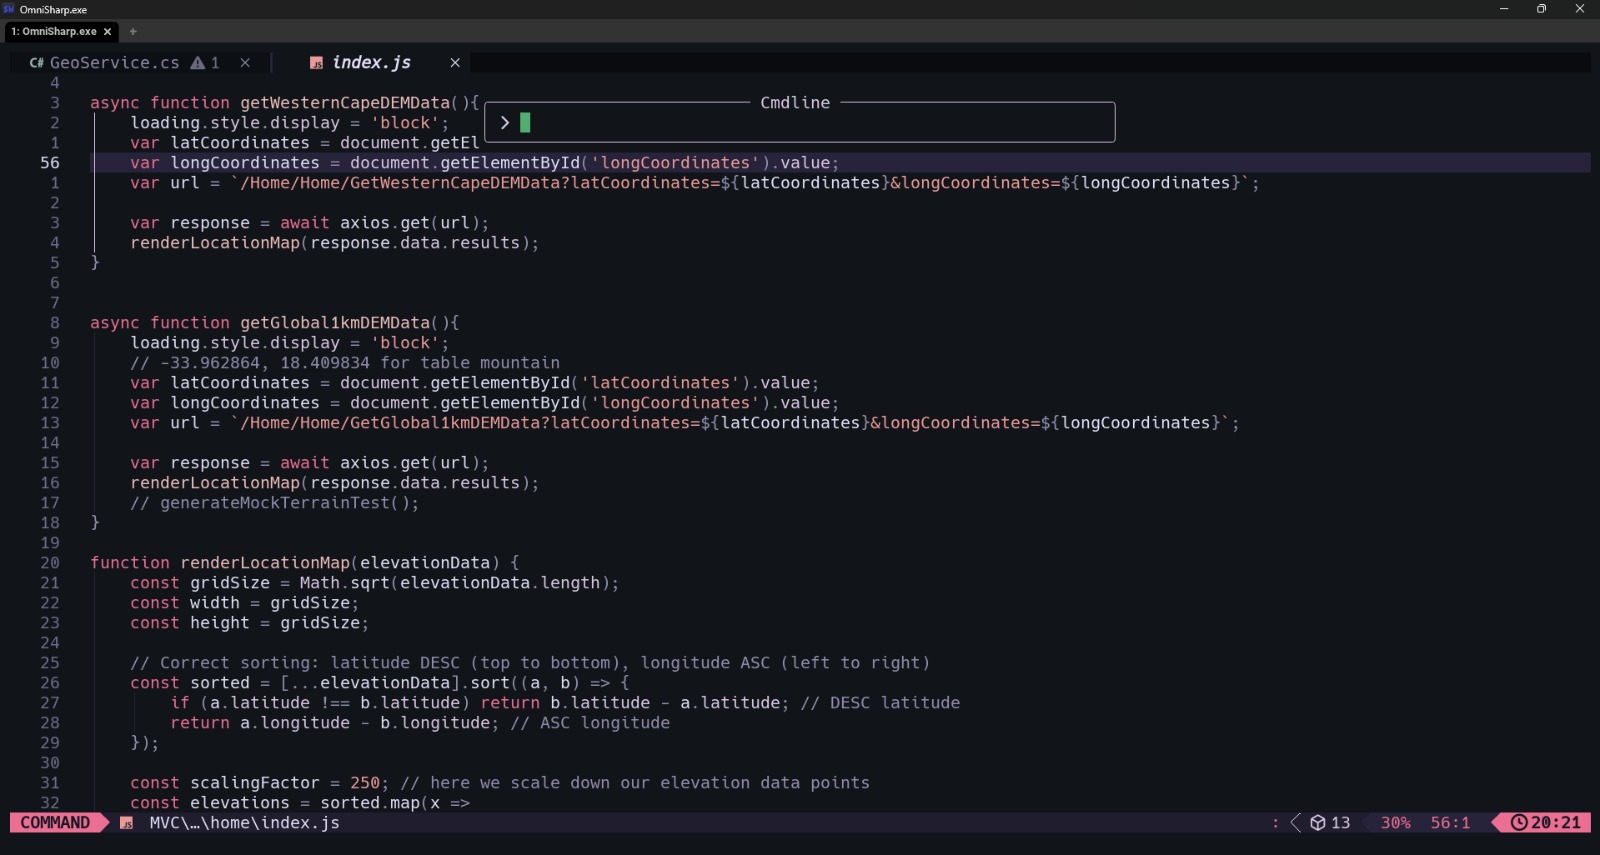 OmniSharp.exe
1: OmniSharp.exe × +
C# GeoService.cs 1 × JS index.js ×
4
3 async function getWesternCapeDEMData(){ Cmdline
2 loading.style.display = 'block'; >
1 var latCoordinates = document.getEl
56 var longCoordinates = document.getElementById('longCoordinates').value;
1 var url = `/Home/Home/GetWesternCapeDEMData?latCoordinates=${latCoordinates}&longCoordinates=${longCoordinates}`;
2
3 var response = await axios.get(url);
4 renderLocationMap(response.data.results);
5 }
6
7
8 async function getGlobal1kmDEMData(){
9 loading.style.display = 'block';
10 // -33.962864, 18.409834 for table mountain
11 var latCoordinates = document.getElementById('latCoordinates').value;
12 var longCoordinates = document.getElementById('longCoordinates').value;
13 var url = `/Home/Home/GetGlobal1kmDEMData?latCoordinates=${latCoordinates}&longCoordinates=${longCoordinates}`;
14
15 var response = await axios.get(url);
16 renderLocationMap(response.data.results);
17 // generateMockTerrainTest();
18 }
19
20 function renderLocationMap(elevationData) {
21 const gridSize = Math.sqrt(elevationData.length);
22 const width = gridSize;
23 const height = gridSize;
24
25 // Correct sorting: latitude DESC (top to bottom), longitude ASC (left to right)
26 const sorted = [...elevationData].sort((a, b) => {
27 if (a.latitude !== b.latitude) return b.latitude - a.latitude; // DESC latitude
28 return a.longitude - b.longitude; // ASC longitude
29 });
30
31 const scalingFactor = 250; // here we scale down our elevation data points
32 const elevations = sorted.map(x =>
COMMAND JS MVC\…\home\index.js : 13 30% 56:1 20:21